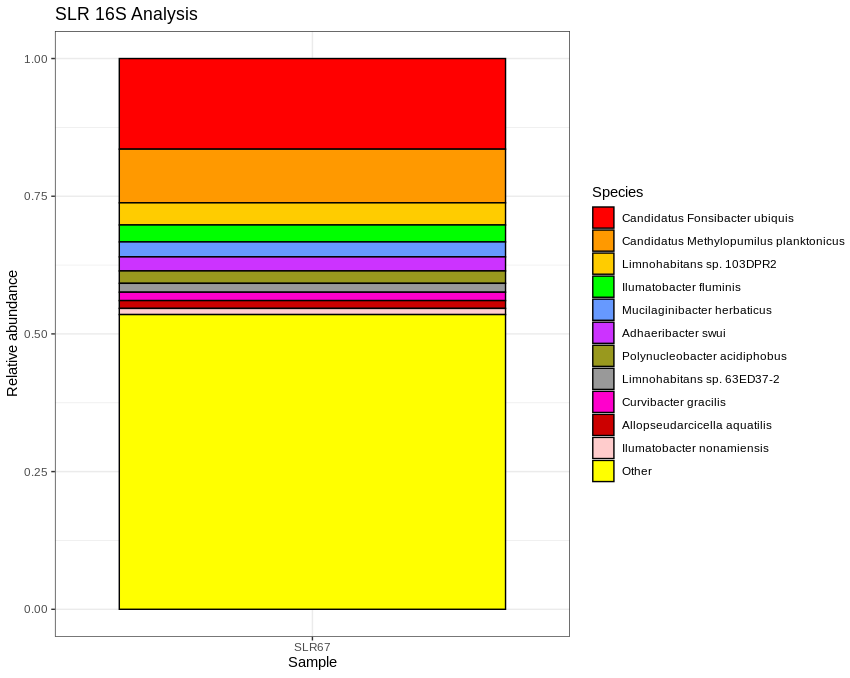 SLR 16S Analysis
1.00
0.75
0.50
0.25
0.00
Relative abundance
SLR67
Sample
Species
Candidatus Fonsibacter ubiquis
Candidatus Methylopumilus planktonicus
Limnohabitans sp. 103DPR2
Ilumatobacter fluminis
Mucilaginibacter herbaticus
Adhaeribacter swui
Polynucleobacter acidiphobus
Limnohabitans sp. 63ED37-2
Curvibacter gracilis
Allopseudarcicella aquatilis
Ilumatobacter nonamiensis
Other